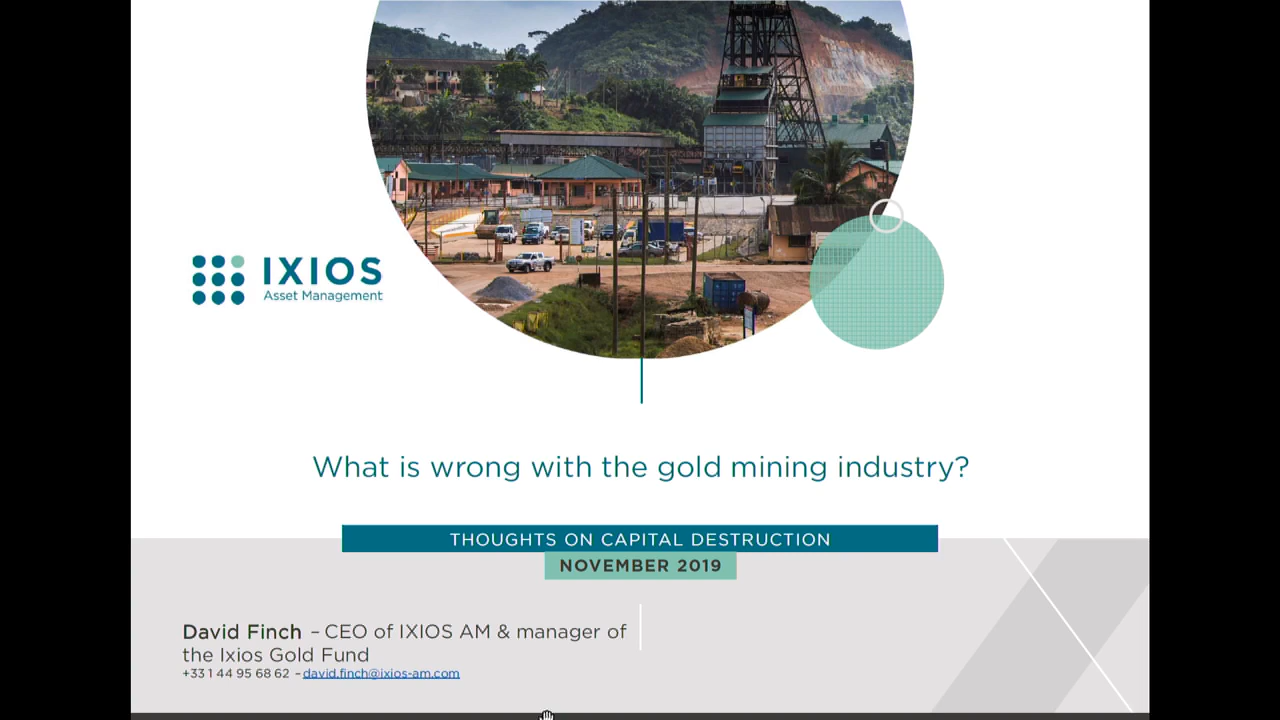 IXIOS
Asset Management
What is wrong with the gold mining industry?
THOUGHTS ON CAPITAL DESTRUCTION
NOVEMBER 2019
David Finch – CEO of IXIOS AM & manager of
the Ixios Gold Fund
+33 1 44 95 68 62 – david.finch@ixios-am.com